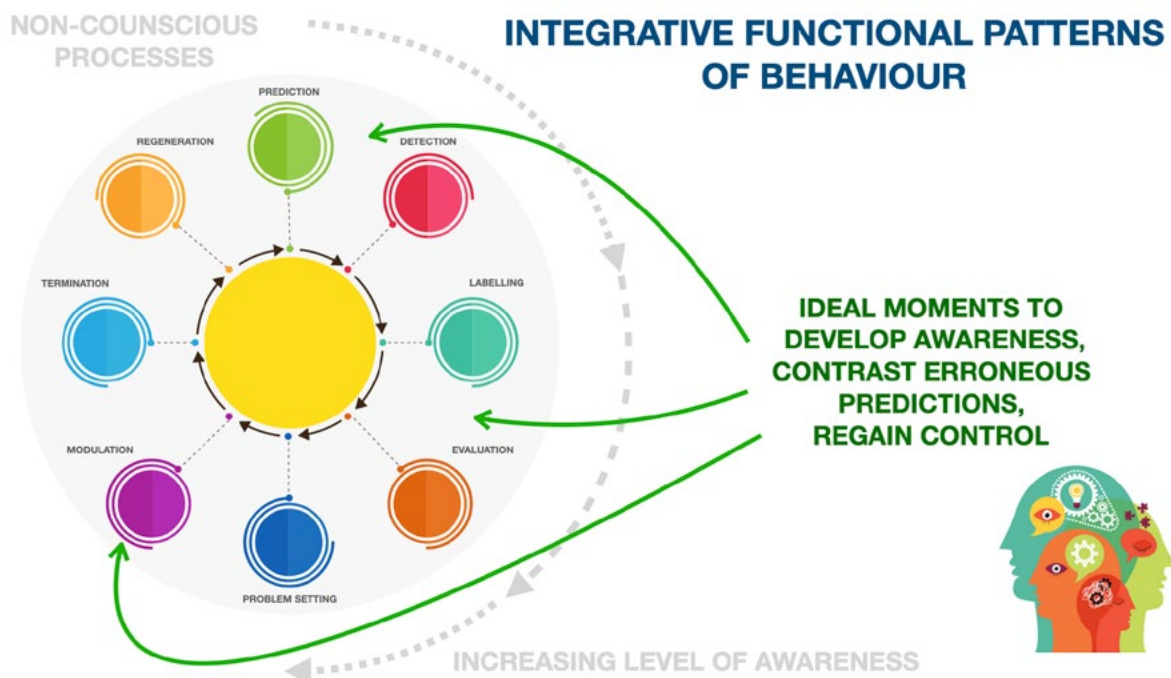 NON-COUNSCIOUS
PROCESSES
INTEGRATIVE FUNCTIONAL PATTERNS
OF BEHAVIOUR
PREDICTION
REGENERATION
DETECTION
TERMINATION
LABELLING
IDEAL MOMENTS TO
DEVELOP AWARENESS,
CONTRAST ERRONEOUS
PREDICTIONS,
REGAIN CONTROL
MODULATION
EVALUATION
PROBLEM SETTING
INCREASING LEVEL OF AWARENESS